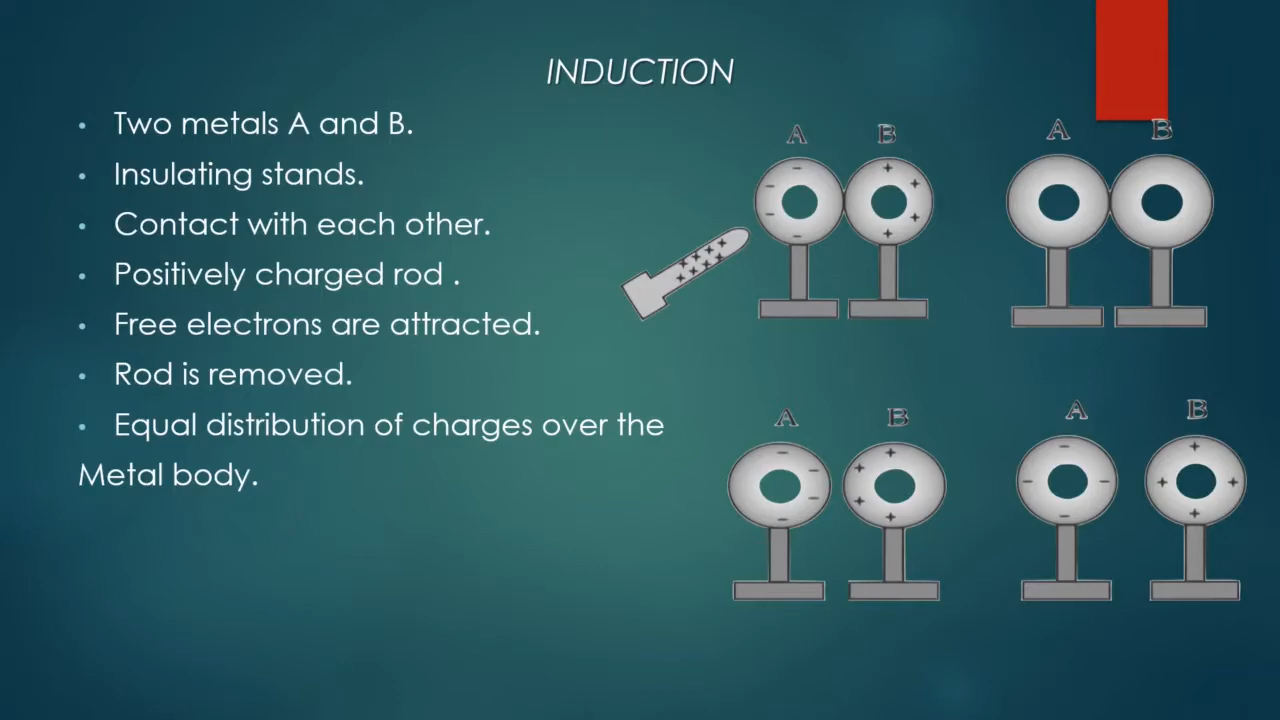 INDUCTION
• Two metals A and B.
• Insulating stands.
• Contact with each other.
• Positively charged rod .
• Free electrons are attracted.
• Rod is removed.
• Equal distribution of charges over the
Metal body.
A B
A B
A B
A B